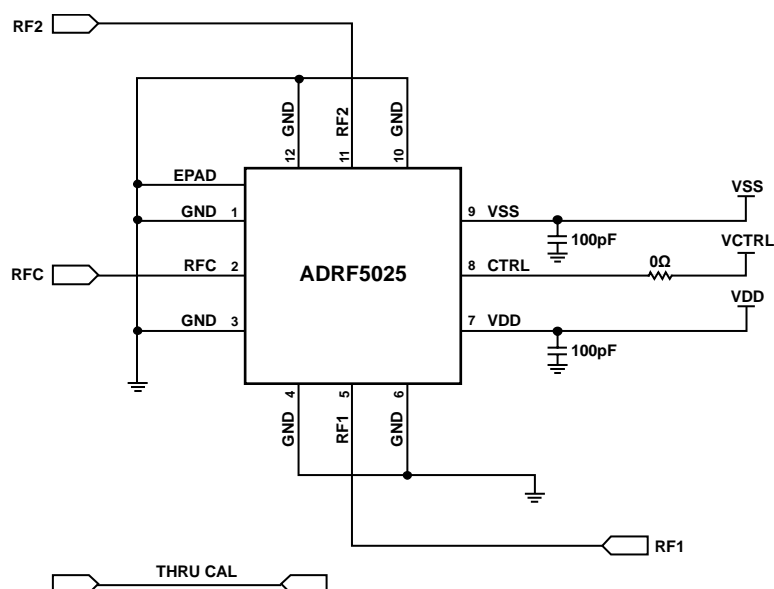 RF2
GND
RF2
GND
12
11
10
EPAD
GND 1
9 VSS
VSS
100pF
VCTRL
RFC
RFC 2
ADRF5025
8 CTRL
0Ω
VDD
GND 3
7 VDD
100pF
4
5
6
GND
RF1
GND
RF1
THRU CAL